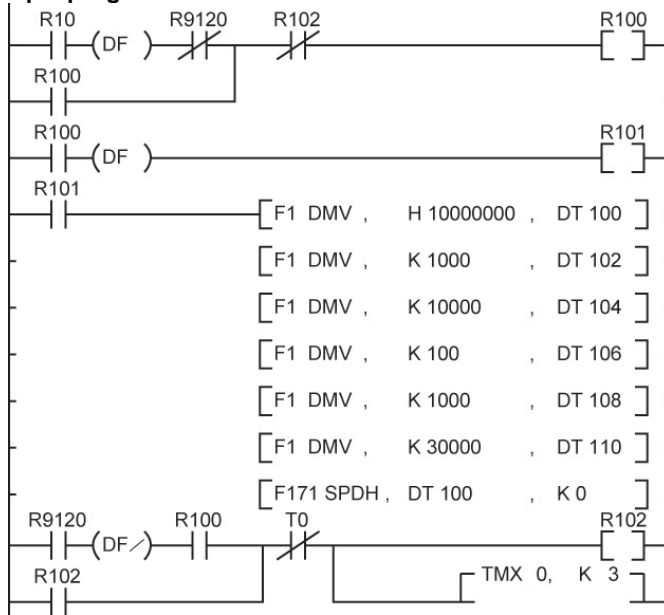 R10 R9120 R102 R100
(DF )
R100
R100 R101
(DF )
R101
F1 DMV , H 10000000 , DT 100
F1 DMV , K 1000 , DT 102
F1 DMV , K 10000 , DT 104
F1 DMV , K 100 , DT 106
F1 DMV , K 1000 , DT 108
F1 DMV , K 30000 , DT 110
F171 SPDH , DT 100 , K 0
R9120 R100 T0 R102
(DF/)
R102 TMX 0, K 3